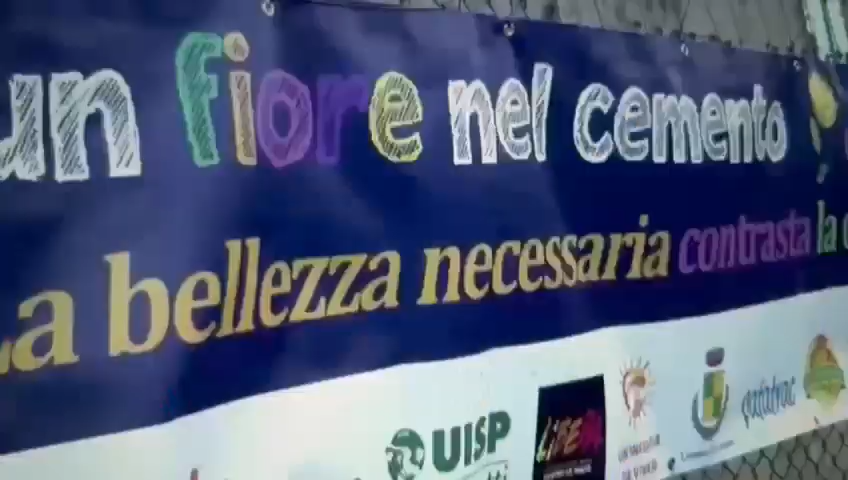 un fiore nel cemento
La bellezza necessaria contrasta la
UISP
LiBERA